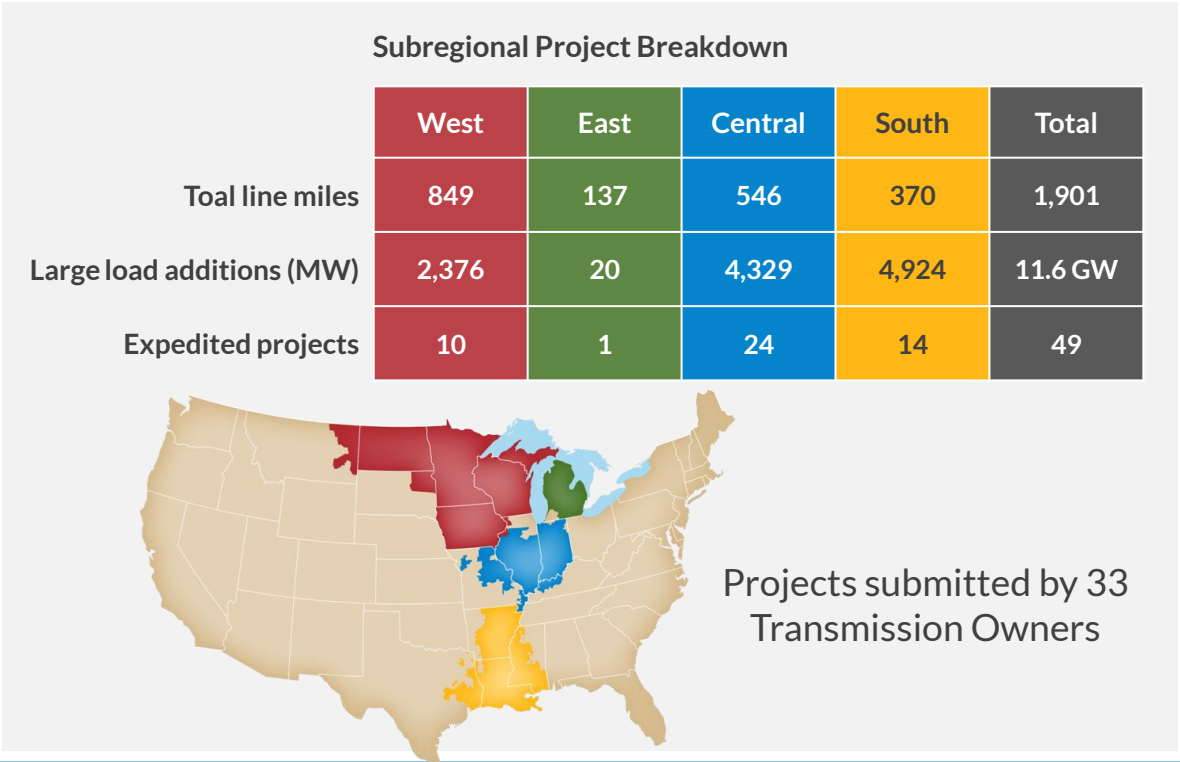 Subregional Project Breakdown
West East Central South Total
Toal line miles 849 137 546 370 1,901
Large load additions (MW) 2,376 20 4,329 4,924 11.6 GW
Expedited projects 10 1 24 14 49
Projects submitted by 33
Transmission Owners